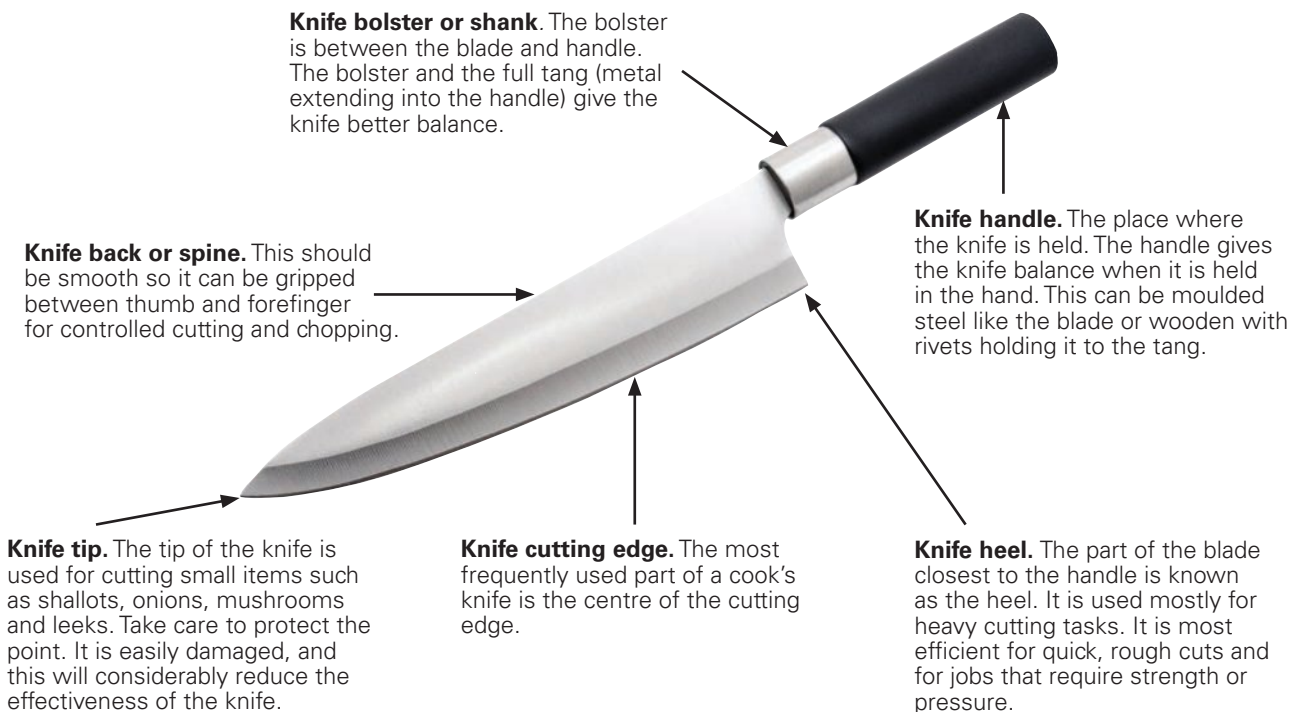 Knife bolster or shank. The bolster
is between the blade and handle.
The bolster and the full tang (metal
extending into the handle) give the
knife better balance.
Knife back or spine. This should
be smooth so it can be gripped
between thumb and forefinger
for controlled cutting and chopping.
Knife handle. The place where
the knife is held. The handle gives
the knife balance when it is held
in the hand. This can be moulded
steel like the blade or wooden with
rivets holding it to the tang.
Knife tip. The tip of the knife is
used for cutting small items such
as shallots, onions, mushrooms
and leeks. Take care to protect the
point. It is easily damaged, and
this will considerably reduce the
effectiveness of the knife.
Knife cutting edge. The most
frequently used part of a cook's
knife is the centre of the cutting
edge.
Knife heel. The part of the blade
closest to the handle is known
as the heel. It is used mostly for
heavy cutting tasks. It is most
efficient for quick, rough cuts and
for jobs that require strength or
pressure.